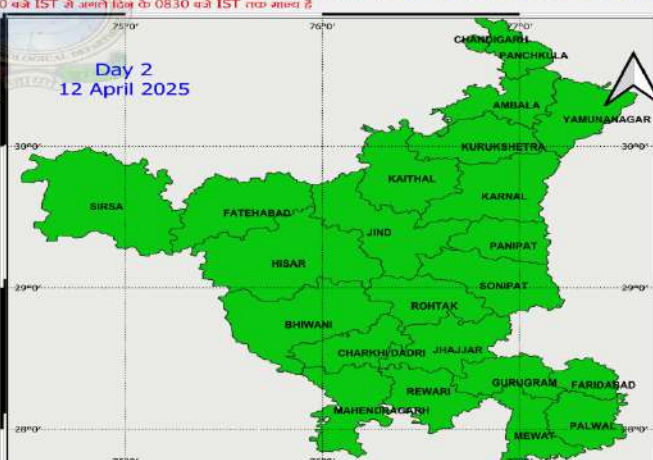 0830 बजे IST से अगले दिन के 0830 बजे IST तक मान्य है
75°0' 76°0' 77°0'
Day 2
12 April 2025
CHANDIGARH
PANCHKULA
AMBALA
YAMUNANAGAR
30°0' 30°0'
KURUKSHETRA
KAITHAL
KARNAL
SIRSA
FATEHABAD
JIND
PANIPAT
HISAR
SONIPAT
29°0' 29°0'
ROHTAK
BHIWANI
JHAJJAR
CHARKHI DADRI
GURUGRAM
FARIDABAD
REWARI
MAHENDRAGARH
28°0' 28°0'
PALWAL
MEWAT